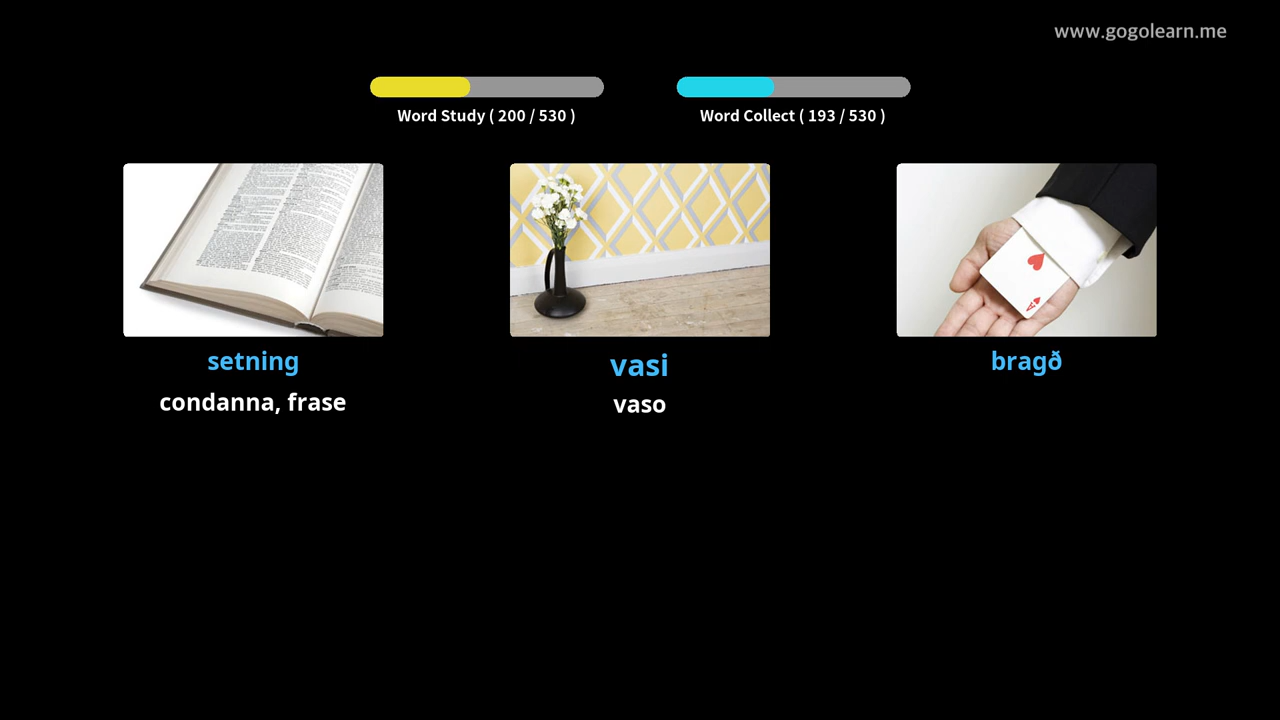 www.gogolearn.me
Word Study ( 200 / 530 )
Word Collect ( 193 / 530 )
setning
condanna, frase
vasi
vaso
bragð